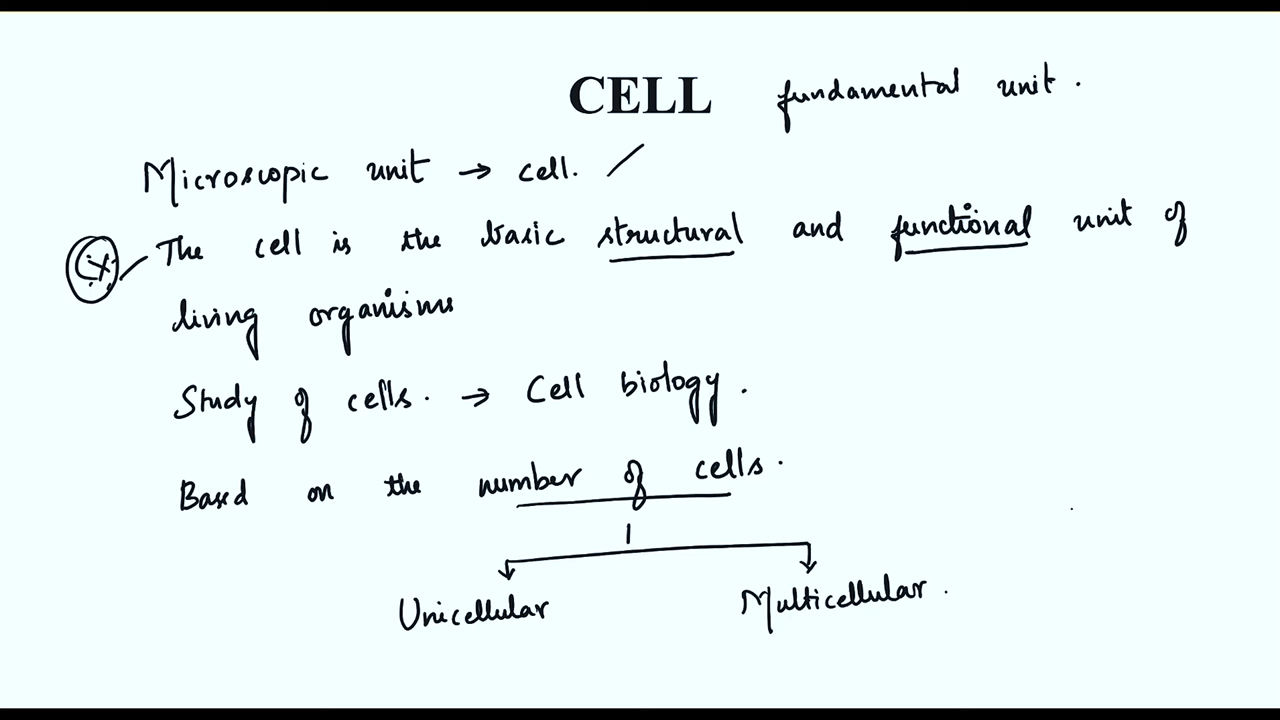 CELL fundamental unit.
Microscopic unit → cell.
The cell is the basic structural and functional unit of
living organisms
Study of cells. → Cell biology.
Based on the number of cells.
Unicellular Multicellular.